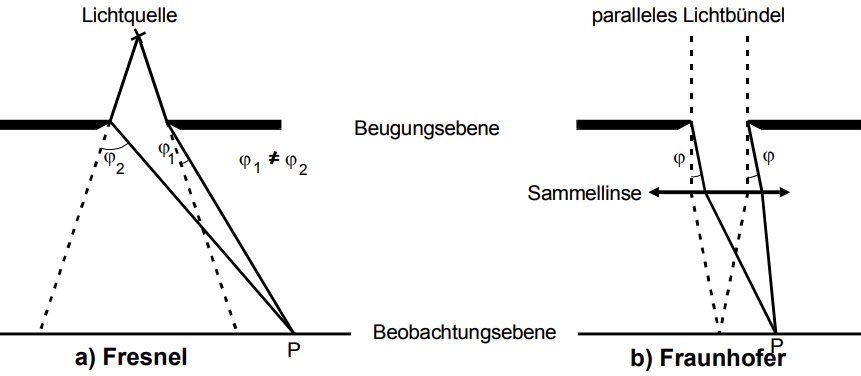 Lichtquelle
paralleles Lichtbündel
Beugungsebene
φ2
φ1
φ1 ≠ φ2
φ
φ
Sammellinse
Beobachtungsebene
P
P
a) Fresnel
b) Fraunhofer